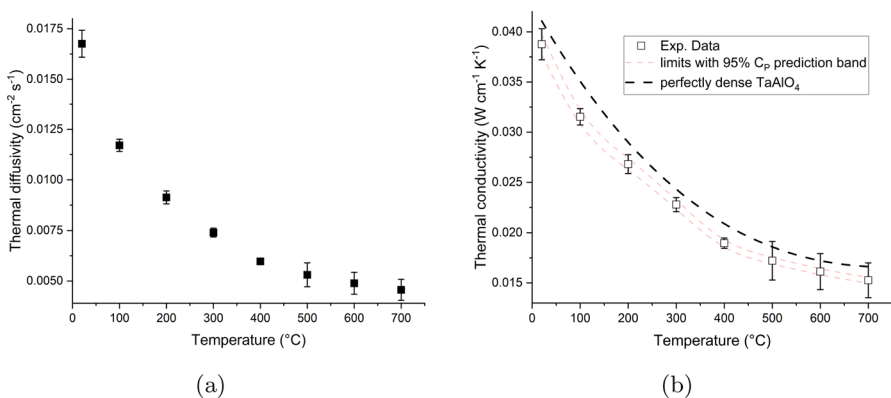 0.0175
0.0150
0.0125
0.0100
0.0075
0.0050
Thermal diffusivity (cm⁻² s⁻¹)
0 100 200 300 400 500 600 700
Temperature (°C)
(a)
0.040
0.035
0.030
0.025
0.020
0.015
Thermal conductivity (W cm⁻¹ K⁻¹)
Exp. Data
limits with 95% C_P prediction band
perfectly dense TaAlO₄
0 100 200 300 400 500 600 700
Temperature (°C)
(b)